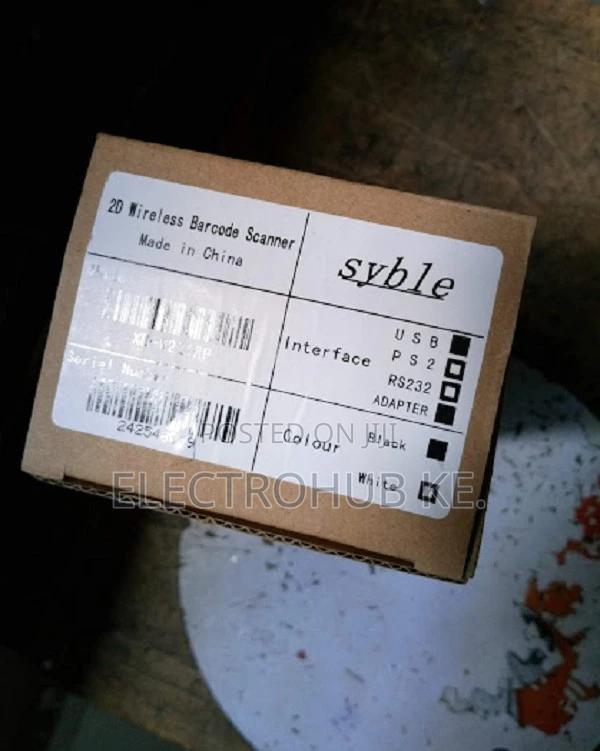 2D Wireless Barcode Scanner
Made in China
syble
Interface
USB
PS2
RS232
ADAPTER
Serial
Colour
Black
White
POSTED ON JIJI
ELECTROHUB KE.